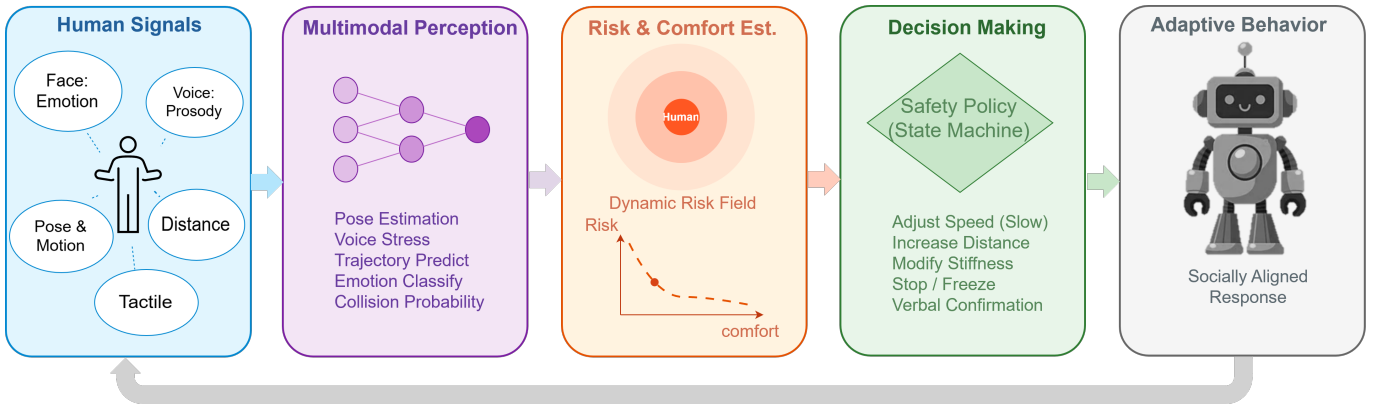 Human Signals
Face:
Emotion
Voice:
Prosody
Pose &
Motion
Distance
Tactile
Multimodal Perception
Pose Estimation
Voice Stress
Trajectory Predict
Emotion Classify
Collision Probability
Risk & Comfort Est.
Human
Dynamic Risk Field
Risk
comfort
Decision Making
Safety Policy
(State Machine)
Adjust Speed (Slow)
Increase Distance
Modify Stiffness
Stop / Freeze
Verbal Confirmation
Adaptive Behavior
Socially Aligned
Response